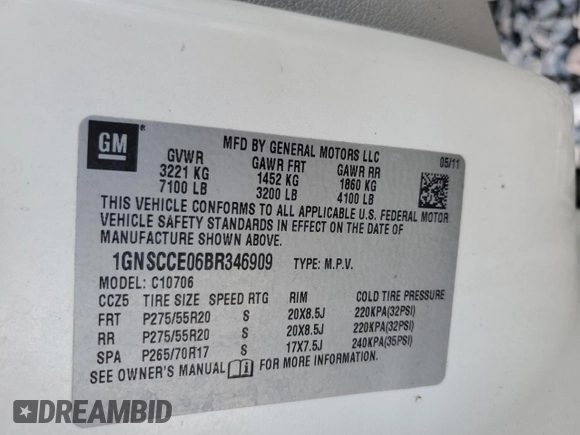 GM
®
MFD BY GENERAL MOTORS LLC
05/11
GVWR GAWR FRT GAWR RR
3221 KG 1452 KG 1860 KG
7100 LB 3200 LB 4100 LB
THIS VEHICLE CONFORMS TO ALL APPLICABLE U.S. FEDERAL MOTOR
VEHICLE SAFETY STANDARDS IN EFFECT ON THE DATE OF
MANUFACTURE SHOWN ABOVE.
1GNSCCE06BR346909 TYPE: M.P.V.
MODEL: C10706
CCZ5 TIRE SIZE SPEED RTG RIM COLD TIRE PRESSURE
FRT P275/55R20 S 20X8.5J 220KPA(32PSI)
RR P275/55R20 S 20X8.5J 220KPA(32PSI)
SPA P265/70R17 S 17X7.5J 240KPA(35PSI)
SEE OWNER'S MANUAL FOR MORE INFORMATION.
DREAMBID